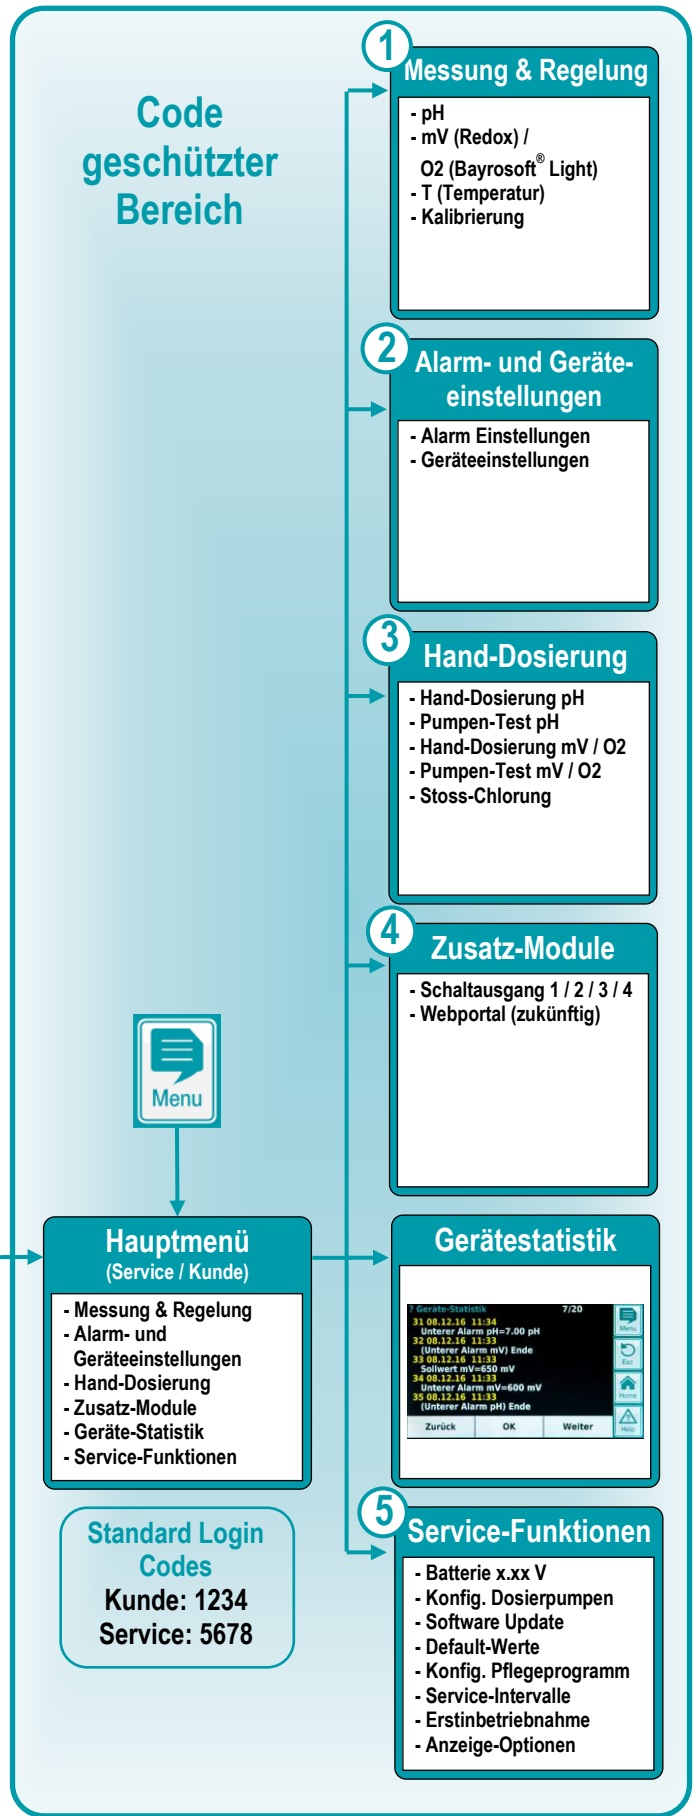 Code
geschützter
Bereich
1
Messung & Regelung
- pH
- mV (Redox) /
O2 (Bayrosoft® Light)
- T (Temperatur)
- Kalibrierung
2
Alarm- und Geräte-
einstellungen
- Alarm Einstellungen
- Geräteeinstellungen
3
Hand-Dosierung
- Hand-Dosierung pH
- Pumpen-Test pH
- Hand-Dosierung mV / O2
- Pumpen-Test mV / O2
- Stoss-Chlorung
4
Zusatz-Module
- Schaltausgang 1 / 2 / 3 / 4
- Webportal (zukünftig)
Menu
Hauptmenü
(Service / Kunde)
- Messung & Regelung
- Alarm- und
Geräteeinstellungen
- Hand-Dosierung
- Zusatz-Module
- Geräte-Statistik
- Service-Funktionen
Standard Login
Codes
Kunde: 1234
Service: 5678
Gerätestatistik
? Geräte-Statistik 7/20
31 08.12.16 11:34
Unterer Alarm pH=7.00 pH
32 08.12.16 11:33
(Unterer Alarm mV) Ende
33 08.12.16 11:33
Sollwert mV=650 mV
34 08.12.16 11:33
Unterer Alarm mV=600 mV
35 08.12.16 11:33
(Unterer Alarm pH) Ende
Zurück OK Weiter
Menu
Esc
Home
Help
5
Service-Funktionen
- Batterie x.xx V
- Konfig. Dosierpumpen
- Software Update
- Default-Werte
- Konfig. Pflegeprogramm
- Service-Intervalle
- Erstinbetriebnahme
- Anzeige-Optionen